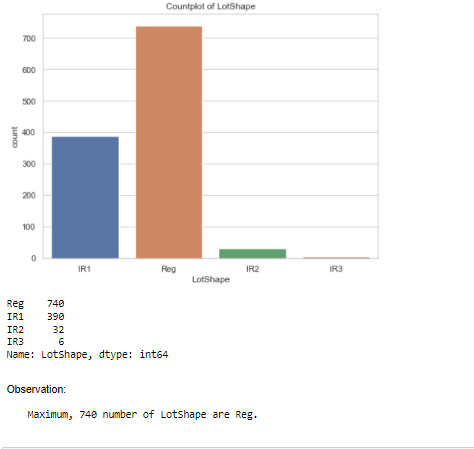 Countplot of LotShape
700
600
500
400
300
200
100
0
count
IR1 Reg IR2 IR3
LotShape
Reg 740
IR1 390
IR2 32
IR3 6
Name: LotShape, dtype: int64
Observation:
Maximum, 740 number of LotShape are Reg.